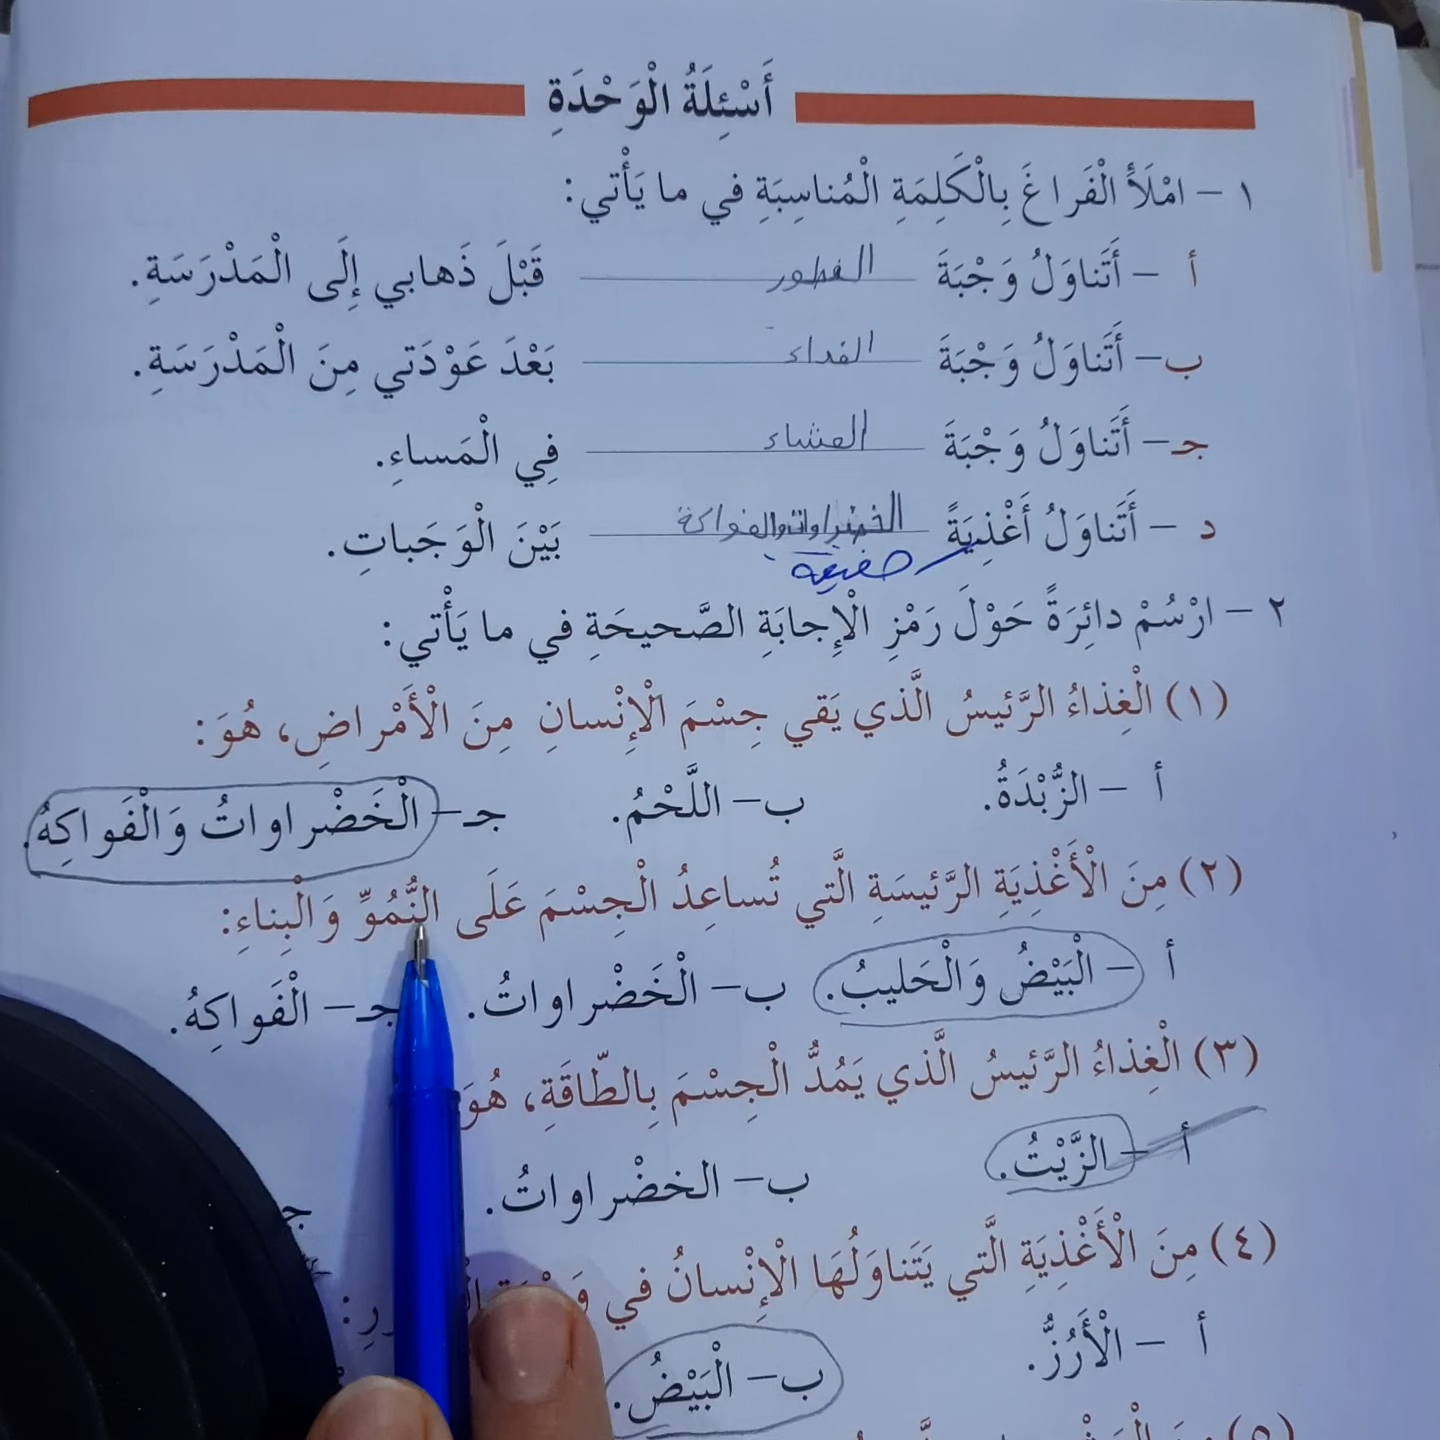 أَسْئِلَةُ الْوَحْدَةِ
١ - امْلَأْ الْفَراغَ بِالْكَلِمَةِ الْمُناسِبَةِ في ما يَأْتي:
أ - أَتَناوَلُ وَجْبَةَ الفطور قَبْلَ ذَهابي إِلَى الْمَدْرَسَةِ.
ب- أَتَناوَلُ وَجْبَةَ الغداء بَعْدَ عَوْدَتي مِنَ الْمَدْرَسَةِ.
جـ- أَتَناوَلُ وَجْبَةَ العشاء فِي الْمَساءِ.
د - أَتَناوَلُ أَغْذِيَةً الخضراوات والفواكة بَيْنَ الْوَجَباتِ.
خفيفة
٢ - ارْسُمْ دائِرَةً حَوْلَ رَمْزِ الْإِجابَةِ الصَّحيحَةِ في ما يَأْتي:
(١) الْغِذاءُ الرَّئيسُ الَّذي يَقي جِسْمَ الْإِنْسانِ مِنَ الْأَمْراضِ، هُوَ:
أ - الزُّبْدَةُ. ب- اللَّحْمُ. جـ- الْخَضْراواتُ وَالْفَواكِهُ.
(٢) مِنَ الْأَغْذِيَةِ الرَّئيسَةِ الَّتي تُساعِدُ الْجِسْمَ عَلَى النُّمُوِّ وَالْبِناءِ:
أ - الْبَيْضُ وَالْحَليبُ. ب- الْخَضْراواتُ. جـ- الْفَواكِهُ.
(٣) الْغِذاءُ الرَّئيسُ الَّذي يَمُدُّ الْجِسْمَ بِالطّاقَةِ، هُوَ
أ - الزَّيْتُ. ب- الخضْراواتُ. جـ
(٤) مِنَ الْأَغْذِيَةِ الَّتي يَتَناوَلُهَا الْإِنْسانُ في
أ - الْأَرُزُّ. ب- الْبَيْضُ.
(٥)